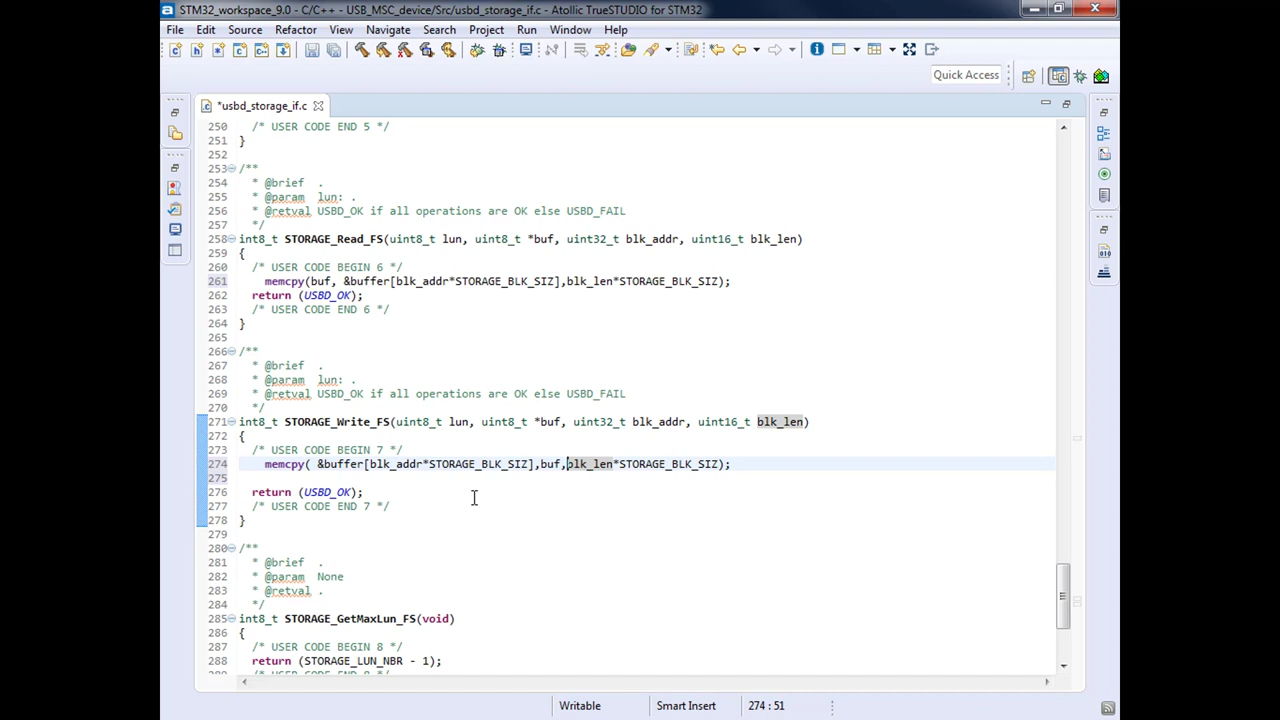 STM32_workspace_9.0 - C/C++ - USB_MSC_device/Src/usbd_storage_if.c - Atollic TrueSTUDIO for STM32
File Edit Source Refactor View Navigate Search Project Run Window Help
Quick Access
*usbd_storage_if.c
250 /* USER CODE END 5 */
251 }
252
253 /**
254 * @brief .
255 * @param lun: .
256 * @retval USBD_OK if all operations are OK else USBD_FAIL
257 */
258 int8_t STORAGE_Read_FS(uint8_t lun, uint8_t *buf, uint32_t blk_addr, uint16_t blk_len)
259 {
260 /* USER CODE BEGIN 6 */
261 memcpy(buf, &buffer[blk_addr*STORAGE_BLK_SIZ],blk_len*STORAGE_BLK_SIZ);
262 return (USBD_OK);
263 /* USER CODE END 6 */
264 }
265
266 /**
267 * @brief .
268 * @param lun: .
269 * @retval USBD_OK if all operations are OK else USBD_FAIL
270 */
271 int8_t STORAGE_Write_FS(uint8_t lun, uint8_t *buf, uint32_t blk_addr, uint16_t blk_len)
272 {
273 /* USER CODE BEGIN 7 */
274 memcpy( &buffer[blk_addr*STORAGE_BLK_SIZ],buf,blk_len*STORAGE_BLK_SIZ);
275
276 return (USBD_OK);
277 /* USER CODE END 7 */
278 }
279
280 /**
281 * @brief .
282 * @param None
283 * @retval .
284 */
285 int8_t STORAGE_GetMaxLun_FS(void)
286 {
287 /* USER CODE BEGIN 8 */
288 return (STORAGE_LUN_NBR - 1);
Writable Smart Insert 274 : 51